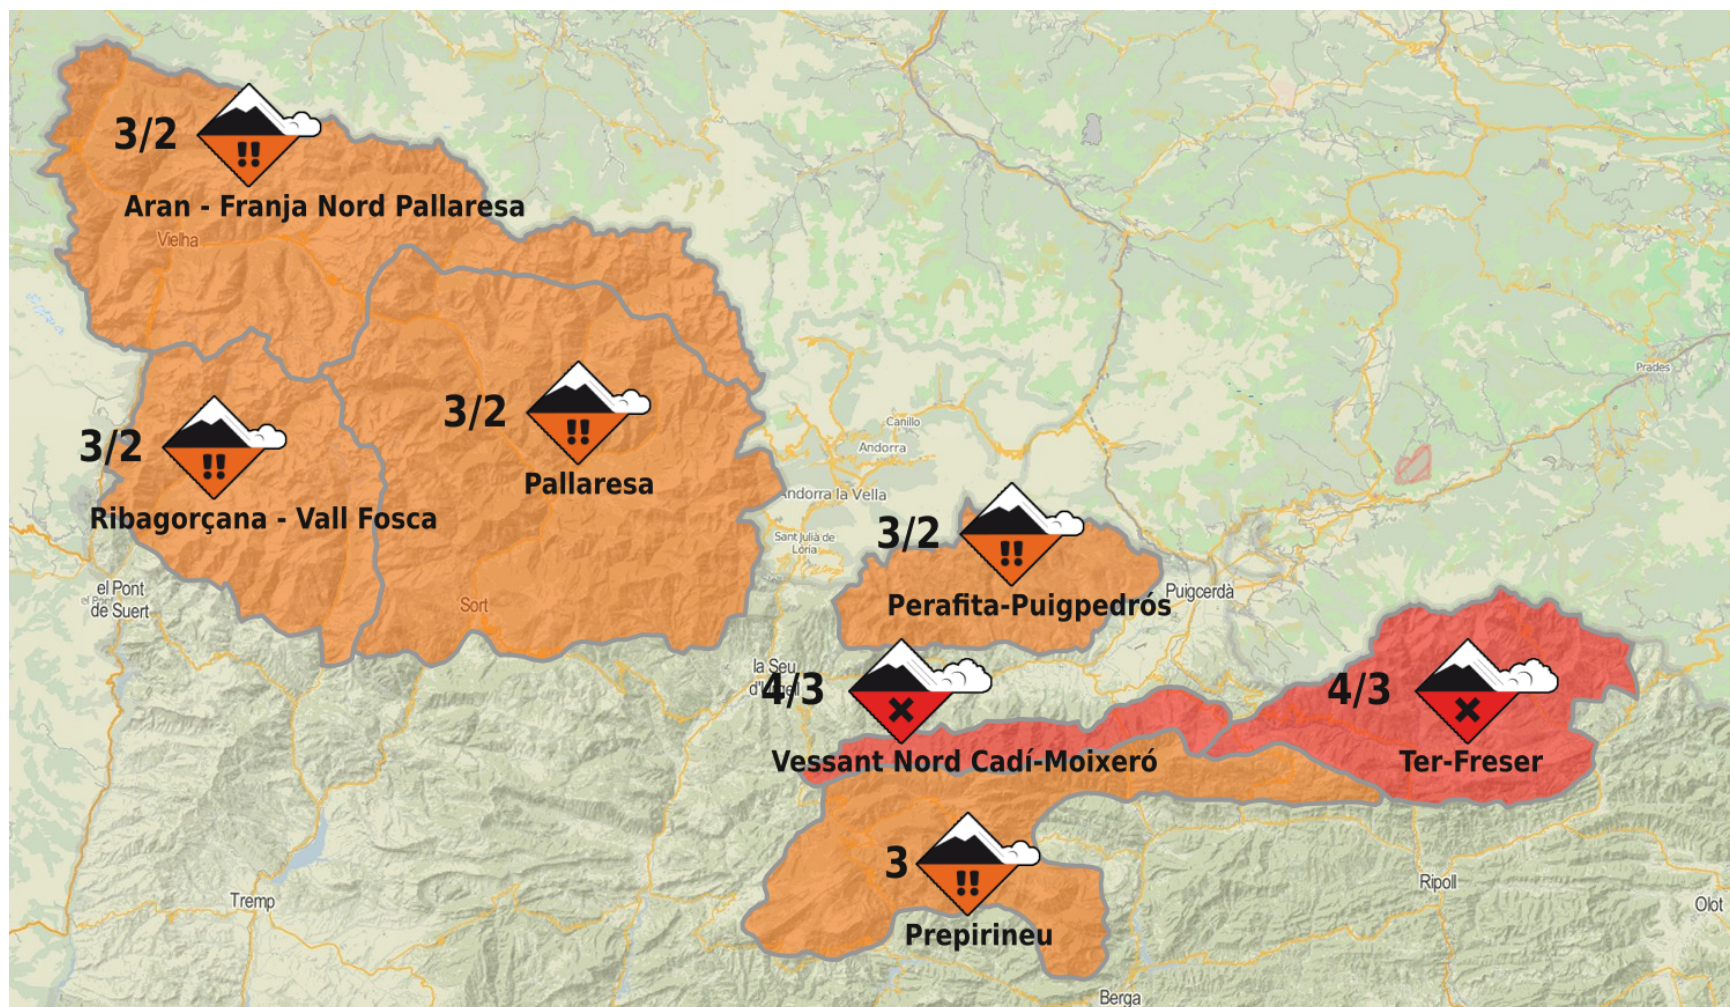 3/2
!!
Aran - Franja Nord Pallaresa
Vielha
Prades
3/2
!!
Pallaresa
3/2
!!
Ribagorçana - Vall Fosca
Canillo
Andorra
Andorra la Vella
3/2
!!
Perafita-Puigpedrós
Sant Julià de
Lòria
el Pont
de Suert
Sort
Puigcerdà
la Seu
d'Urgell
4/3
Vessant Nord Cadí-Moixeró
4/3
Ter-Freser
3
!!
Prepirineu
Tremp
Ripoll
Olot
Berga